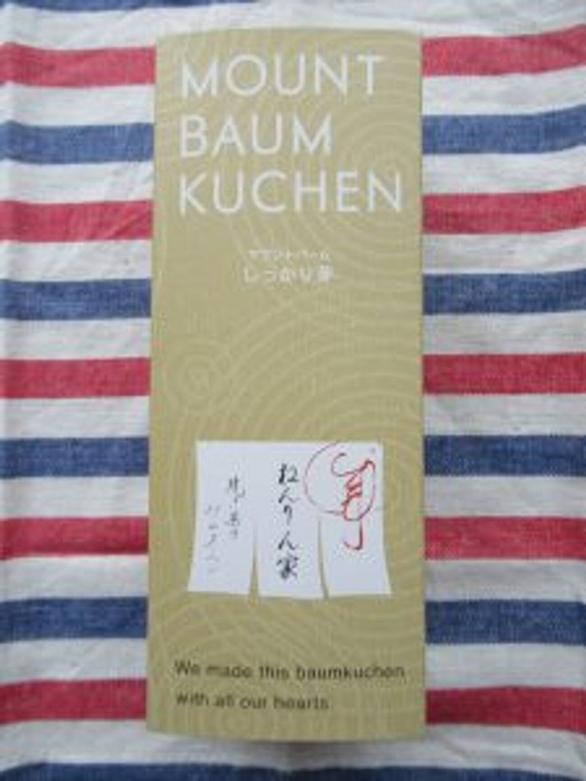 MOUNT
BAUM
KUCHEN
マウントバーム
しっかり芽
ねんりん家
We made this baumkuchen
with all our hearts